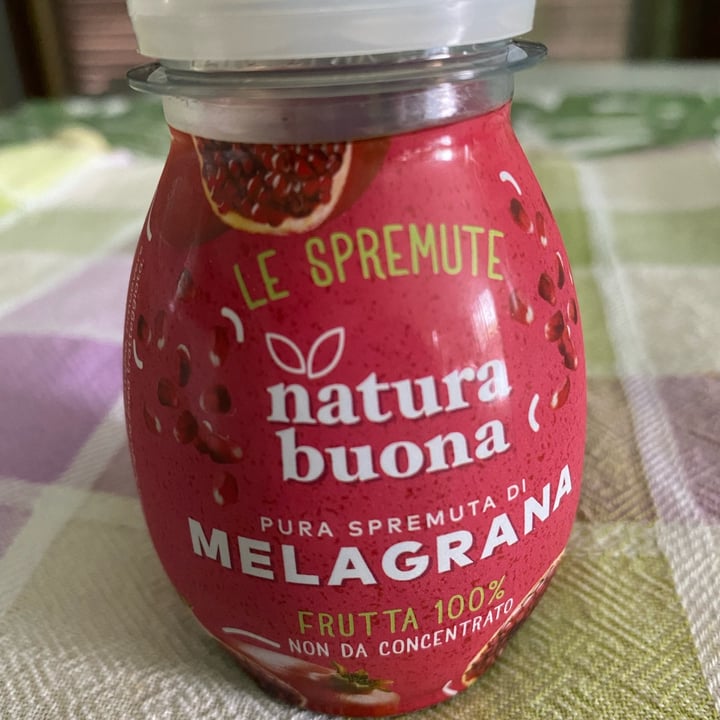 LE SPREMUTE
natura
buona
PURA SPREMUTA DI
MELAGRANA
FRUTTA 100%
NON DA CONCENTRATO